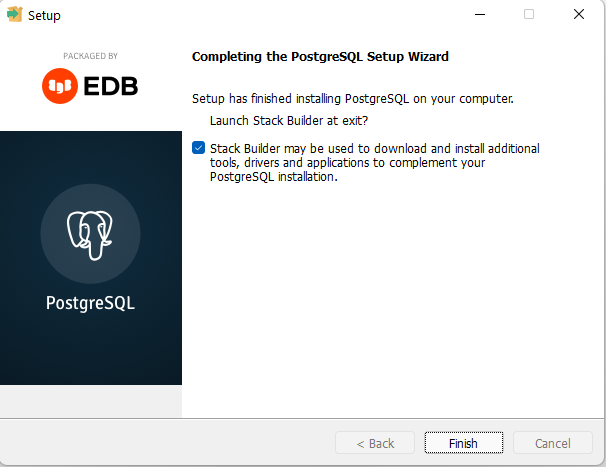 Setup
PACKAGED BY
EDB
PostgreSQL
Completing the PostgreSQL Setup Wizard
Setup has finished installing PostgreSQL on your computer.
Launch Stack Builder at exit?
Stack Builder may be used to download and install additional
tools, drivers and applications to complement your
PostgreSQL installation.
< Back
Finish
Cancel